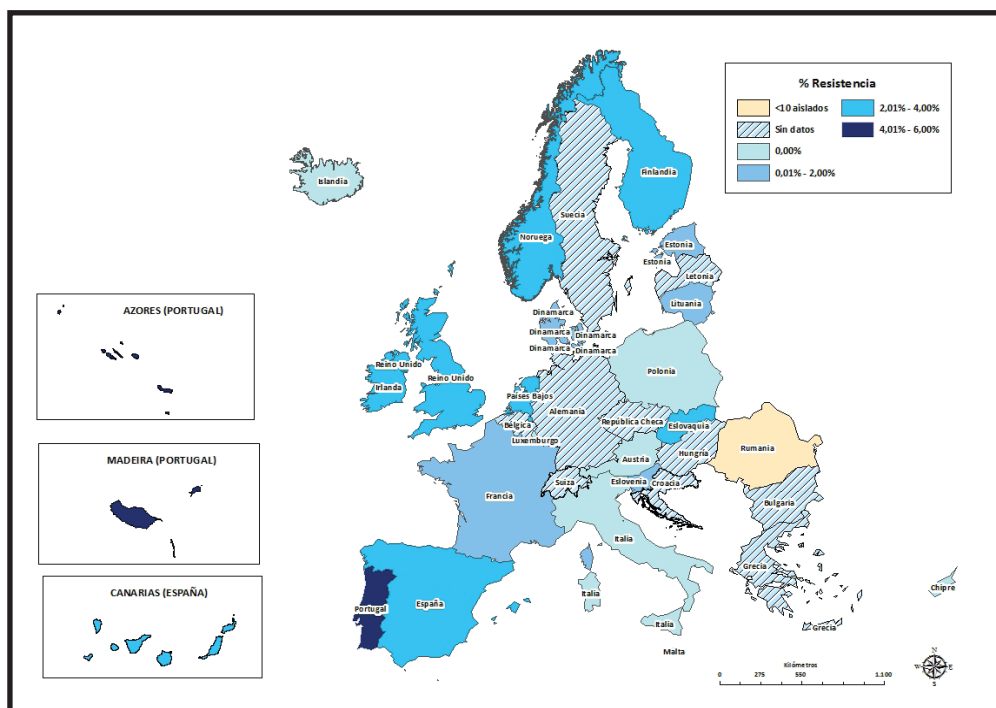 % Resistencia
<10 aislados
2,01% - 4,00%
Sin datos
4,01% - 6,00%
0,00%
0,01% - 2,00%
Islandia
Finlandia
Suecia
Noruega
Estonia
Estonia
Letonia
Lituania
AZORES (PORTUGAL)
Dinamarca
Dinamarca
Dinamarca
Dinamarca
Dinamarca
Reino Unido
Reino Unido
Irlanda
Polonia
Países Bajos
Alemania
Bélgica
República Checa
Eslovaquia
Luxemburgo
Austria
Hungría
Rumania
MADEIRA (PORTUGAL)
Suiza
Eslovenia
Croacia
Francia
Bulgaria
Italia
Grecia
CANARIAS (ESPAÑA)
Portugal
España
Italia
Chipre
Italia
Grecia
Malta
Kilómetros
0 275 550 1.100
N
W E
S